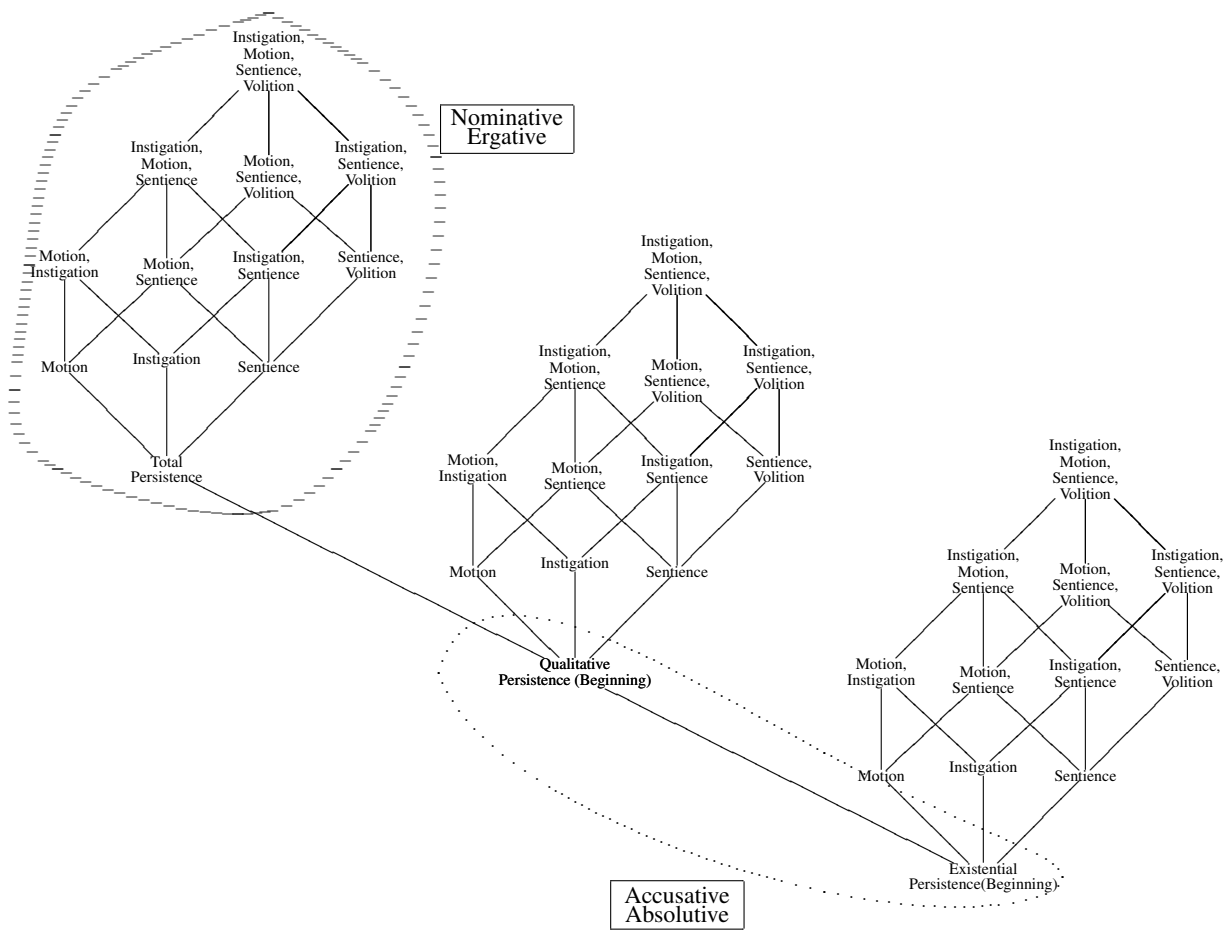 Instigation,
Motion,
Sentience,
Volition
Nominative
Ergative
Instigation,
Motion,
Sentience
Motion,
Sentience,
Volition
Instigation,
Sentience,
Volition
Motion,
Instigation
Motion,
Sentience
Instigation,
Sentience
Sentience,
Volition
Motion
Instigation
Sentience
Total
Persistence
Instigation,
Motion,
Sentience,
Volition
Instigation,
Motion,
Sentience
Motion,
Sentience,
Volition
Instigation,
Sentience,
Volition
Motion,
Instigation
Motion,
Sentience
Instigation,
Sentience
Sentience,
Volition
Motion
Instigation
Sentience
Qualitative
Persistence (Beginning)
Instigation,
Motion,
Sentience,
Volition
Instigation,
Motion,
Sentience
Motion,
Sentience,
Volition
Instigation,
Sentience,
Volition
Motion,
Instigation
Motion,
Sentience
Instigation,
Sentience
Sentience,
Volition
Motion
Instigation
Sentience
Existential
Persistence(Beginning)
Accusative
Absolutive